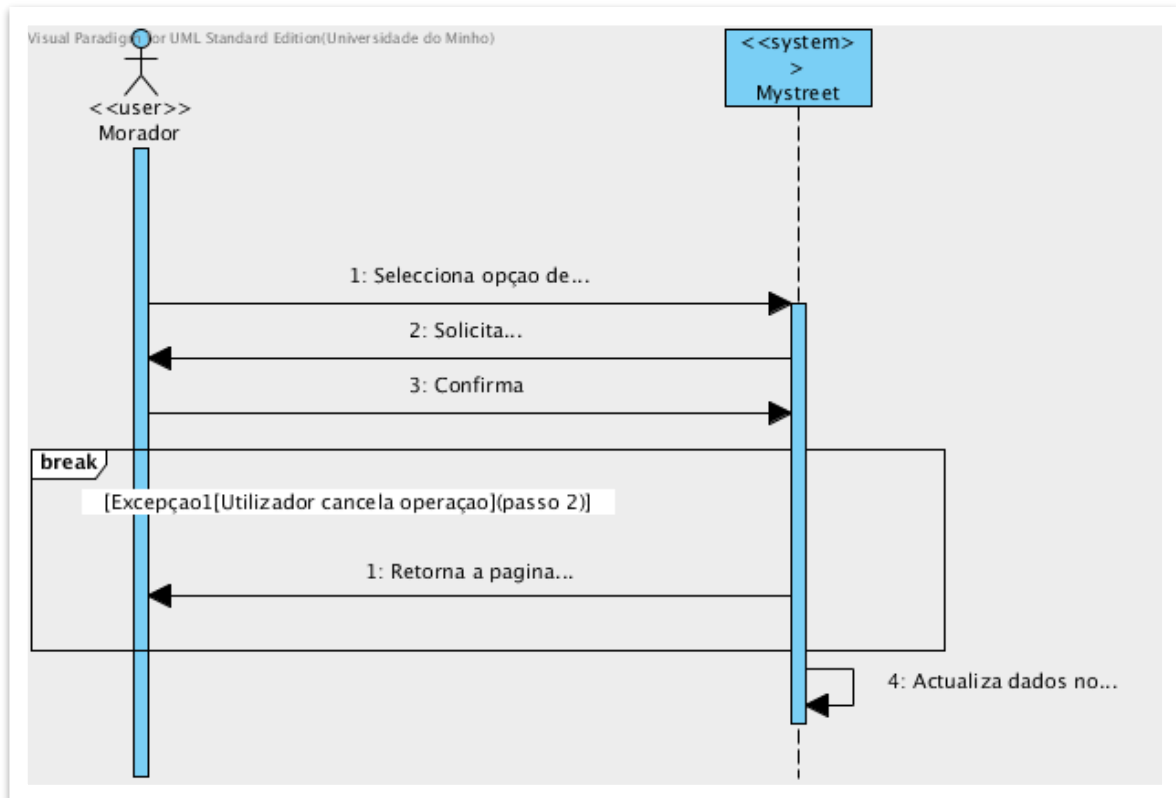 Visual Paradigm for UML Standard Edition(Universidade do Minho)
<<system>
>
Mystreet
<<user>>
Morador
1: Selecciona opçao de...
2: Solicita...
3: Confirma
break
[Excepçao1[Utilizador cancela operaçao](passo 2)]
1: Retorna a pagina...
4: Actualiza dados no...